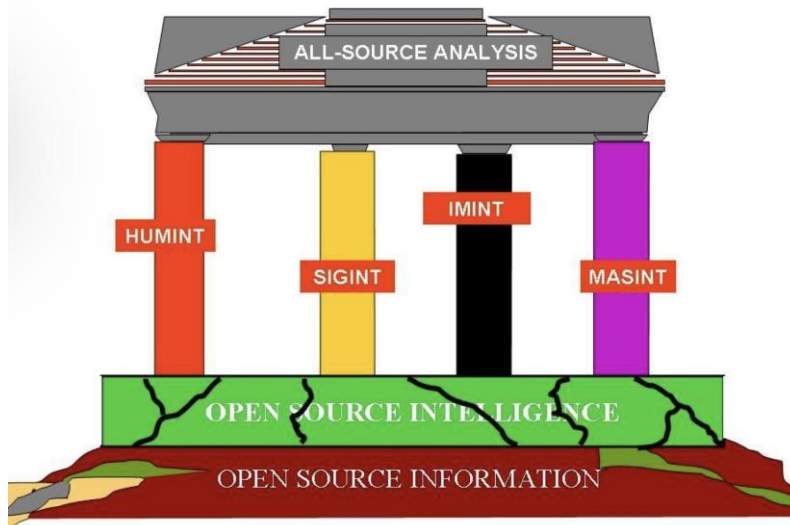 ALL-SOURCE ANALYSIS
IMINT
HUMINT
SIGINT
MASINT
OPEN SOURCE INTELLIGENCE
OPEN SOURCE INFORMATION